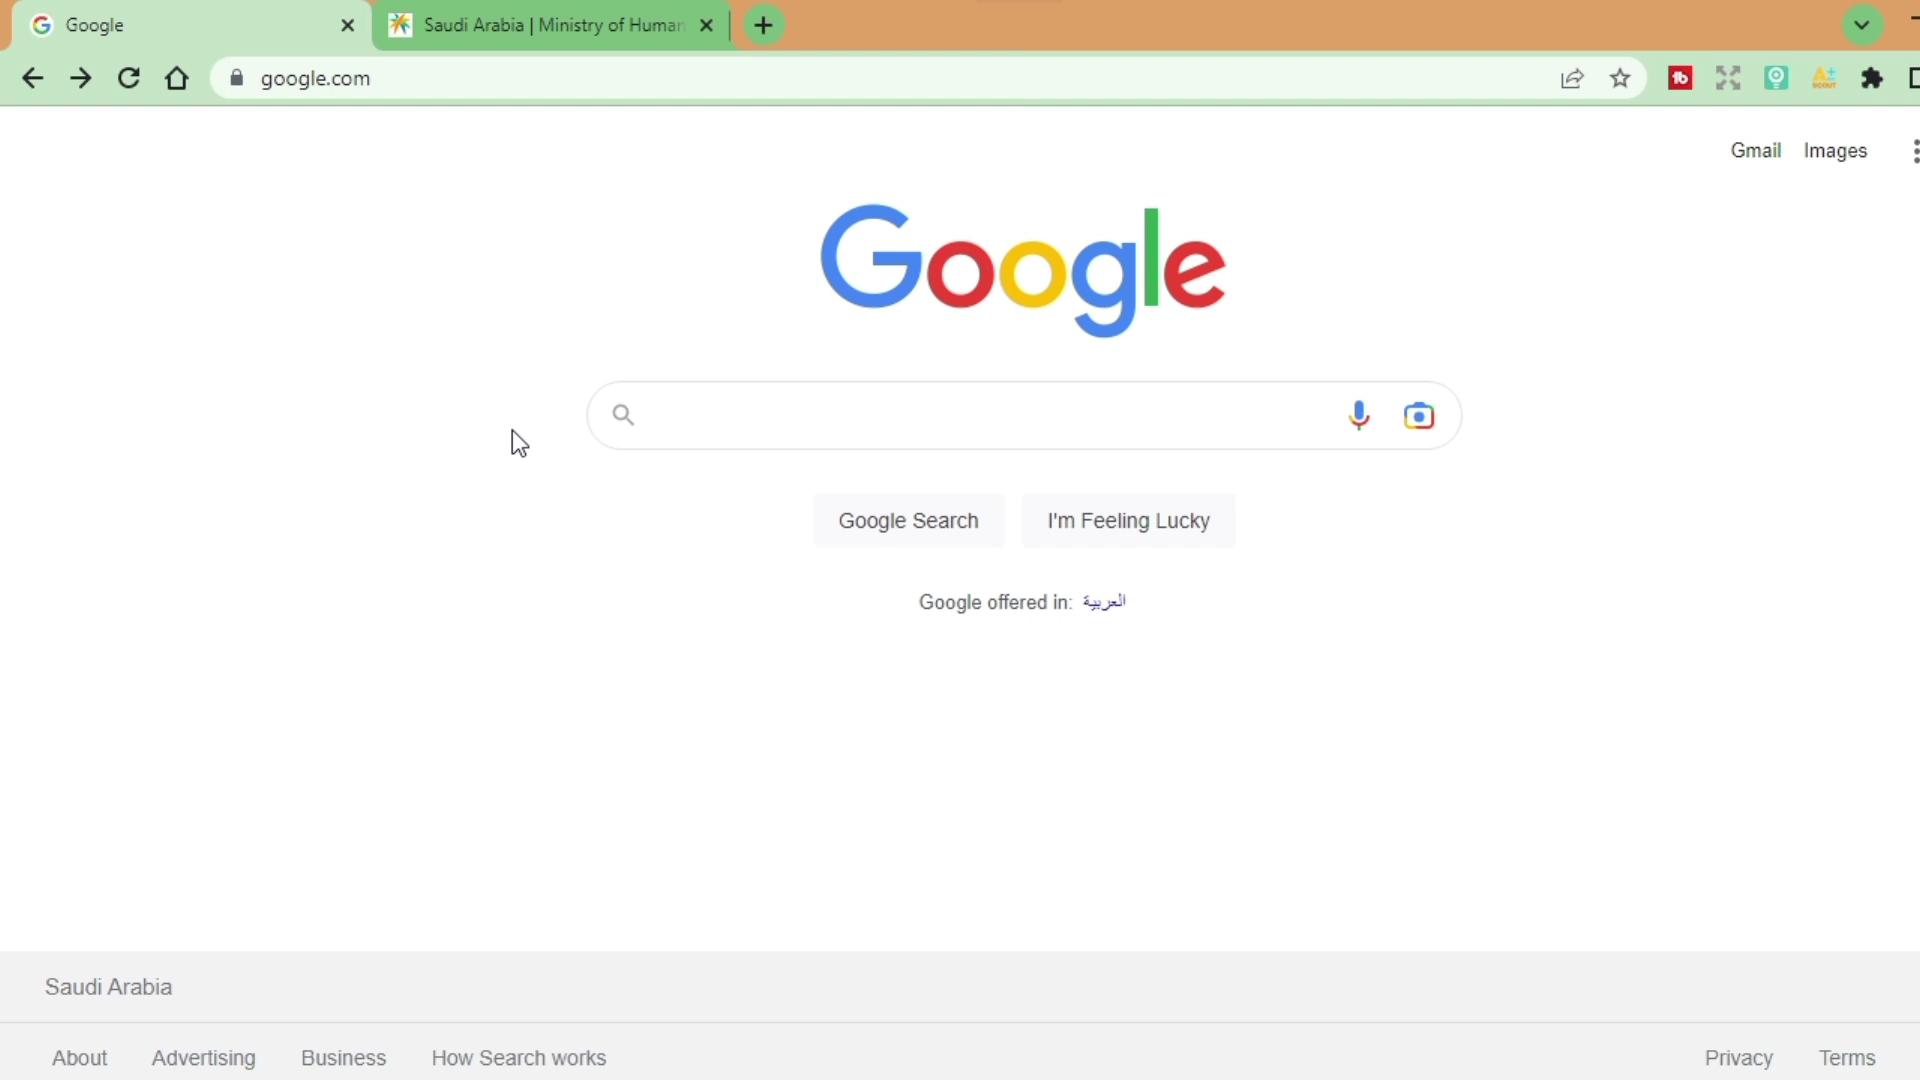 Google
Saudi Arabia | Ministry of Human
google.com
Gmail Images
Google
Google Search I'm Feeling Lucky
Google offered in: العربية
Saudi Arabia
About Advertising Business How Search works Privacy Terms